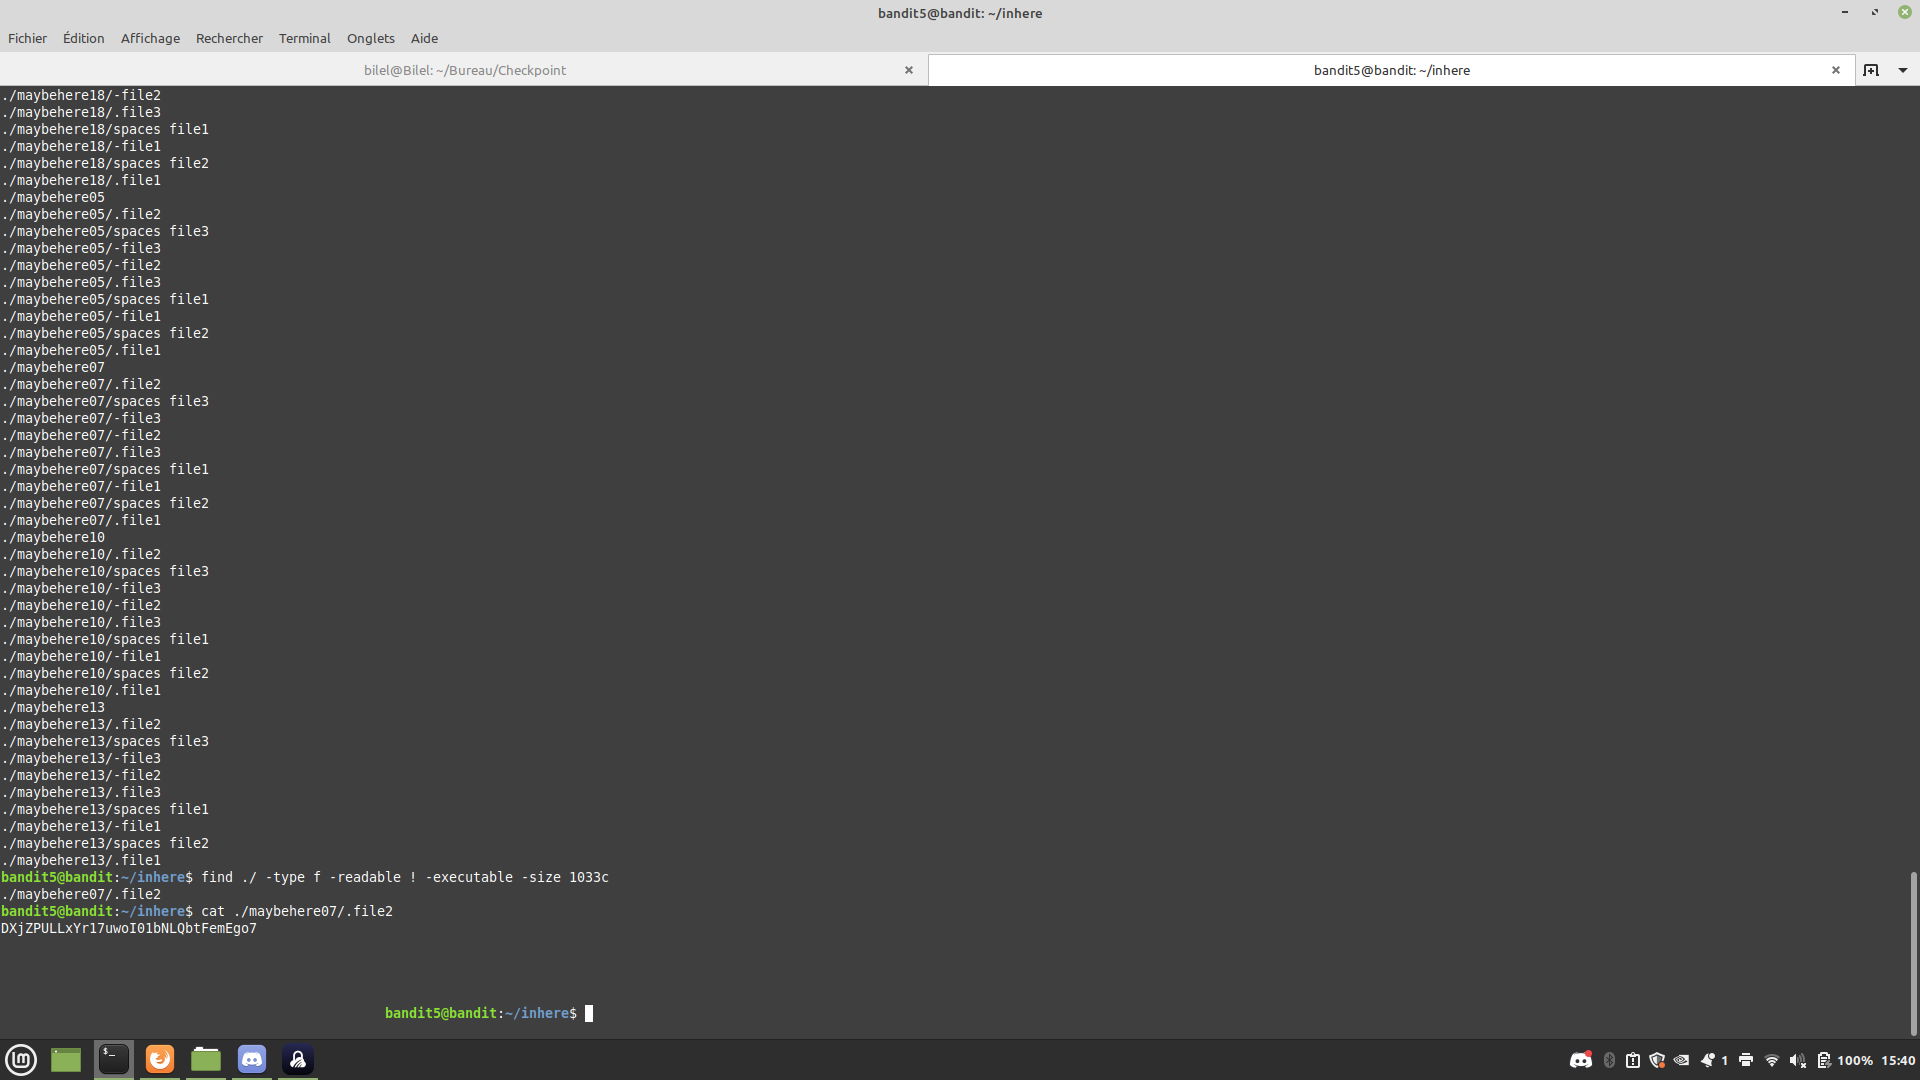 bandit5@bandit: ~/inhere
Fichier Édition Affichage Rechercher Terminal Onglets Aide
bilel@Bilel: ~/Bureau/Checkpoint
bandit5@bandit: ~/inhere
./maybehere18/-file2
./maybehere18/.file3
./maybehere18/spaces file1
./maybehere18/-file1
./maybehere18/spaces file2
./maybehere18/.file1
./maybehere05
./maybehere05/.file2
./maybehere05/spaces file3
./maybehere05/-file3
./maybehere05/-file2
./maybehere05/.file3
./maybehere05/spaces file1
./maybehere05/-file1
./maybehere05/spaces file2
./maybehere05/.file1
./maybehere07
./maybehere07/.file2
./maybehere07/spaces file3
./maybehere07/-file3
./maybehere07/-file2
./maybehere07/.file3
./maybehere07/spaces file1
./maybehere07/-file1
./maybehere07/spaces file2
./maybehere07/.file1
./maybehere10
./maybehere10/.file2
./maybehere10/spaces file3
./maybehere10/-file3
./maybehere10/-file2
./maybehere10/.file3
./maybehere10/spaces file1
./maybehere10/-file1
./maybehere10/spaces file2
./maybehere10/.file1
./maybehere13
./maybehere13/.file2
./maybehere13/spaces file3
./maybehere13/-file3
./maybehere13/-file2
./maybehere13/.file3
./maybehere13/spaces file1
./maybehere13/-file1
./maybehere13/spaces file2
./maybehere13/.file1
bandit5@bandit:~/inhere$ find ./ -type f -readable ! -executable -size 1033c
./maybehere07/.file2
bandit5@bandit:~/inhere$ cat ./maybehere07/.file2
DXjZPULLxYr17uwoI01bNLQbtFemEgo7
bandit5@bandit:~/inhere$
1 100% 15:40